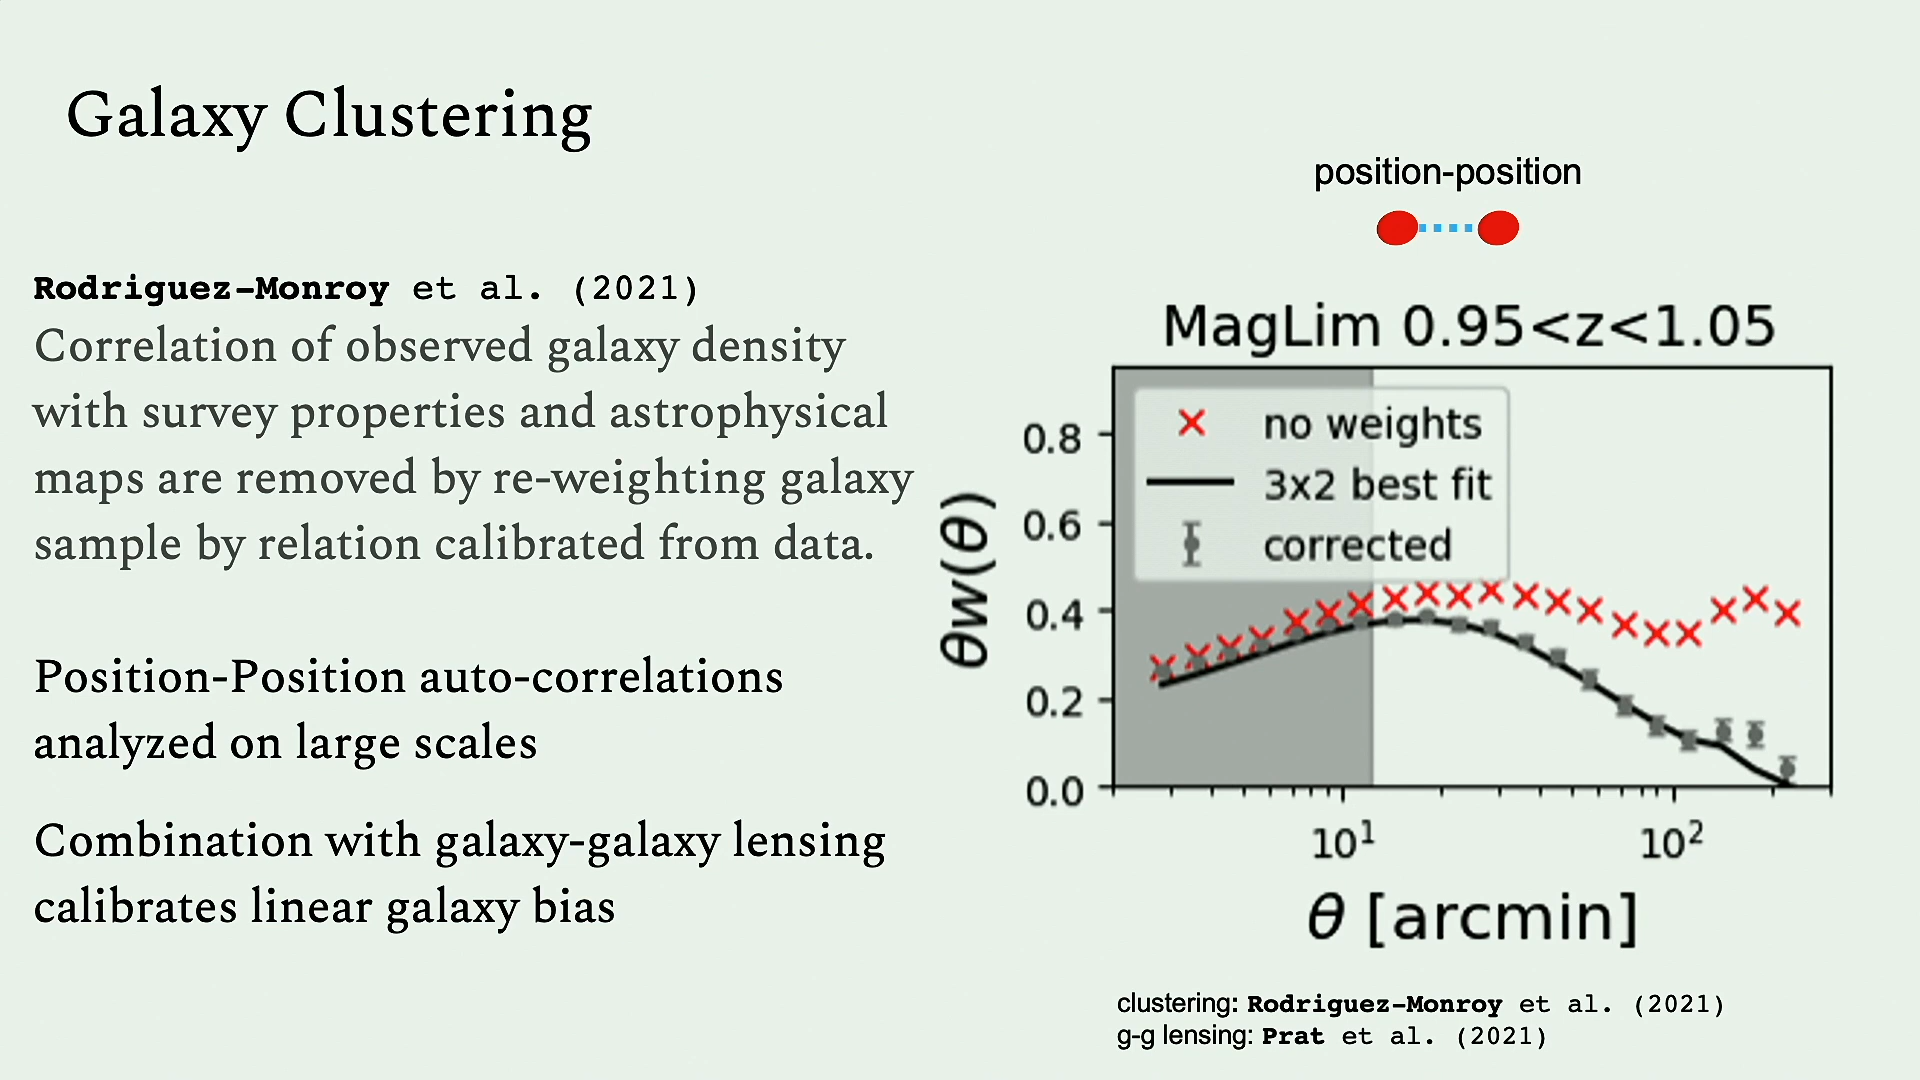 Galaxy Clustering
Rodriguez-Monroy et al. (2021)
Correlation of observed galaxy density
with survey properties and astrophysical
maps are removed by re-weighting galaxy
sample by relation calibrated from data.
Position-Position auto-correlations
analyzed on large scales
Combination with galaxy-galaxy lensing
calibrates linear galaxy bias
position-position
MagLim 0.95<z<1.05
no weights
3x2 best fit
corrected
θw(θ)
0.8
0.6
0.4
0.2
0.0
10¹ 10²
θ [arcmin]
clustering: Rodriguez-Monroy et al. (2021)
g-g lensing: Prat et al. (2021)